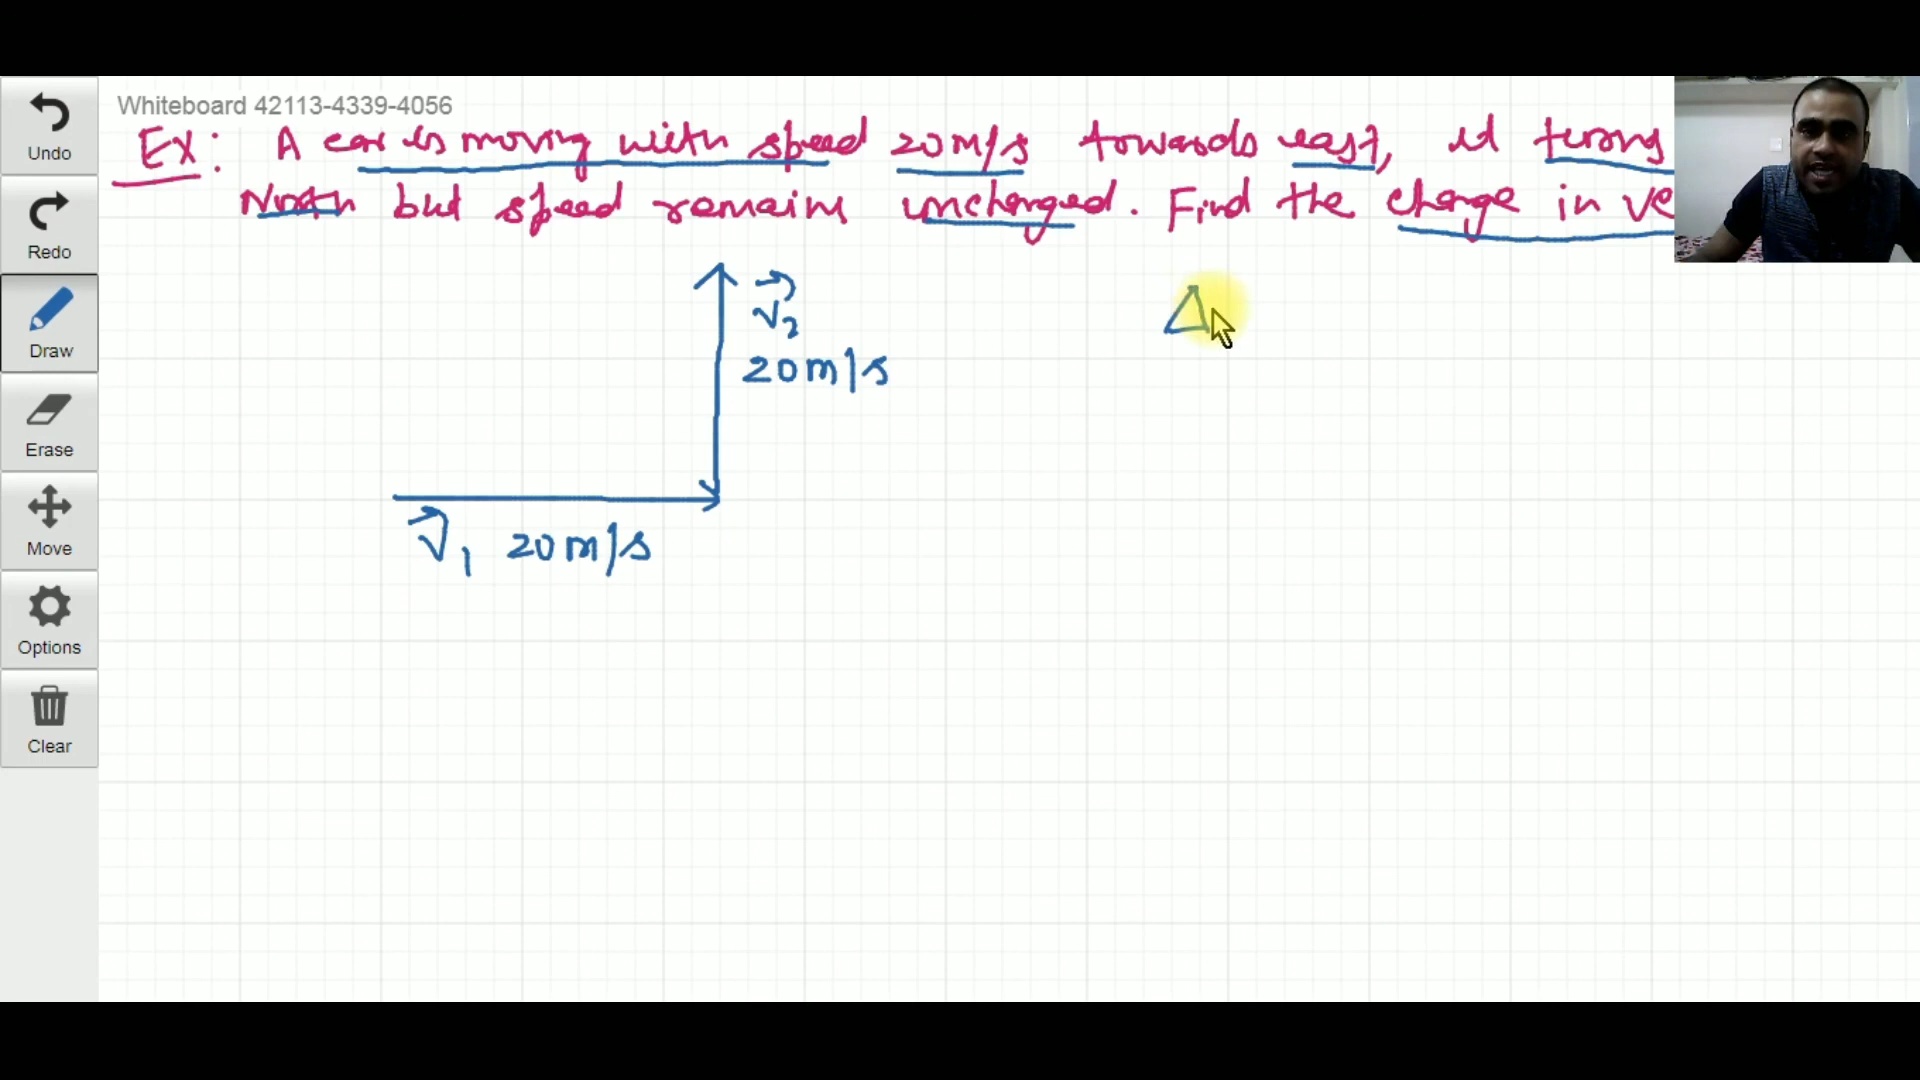 Whiteboard 42113-4339-4056
Ex: A car is moving with speed 20m/s towards east, it turns
North but speed remains unchanged. Find the change in ve
Undo
Redo
Draw
Erase
Move
Options
Clear
V₂
20m/s
Δ
V₁ 20m/s